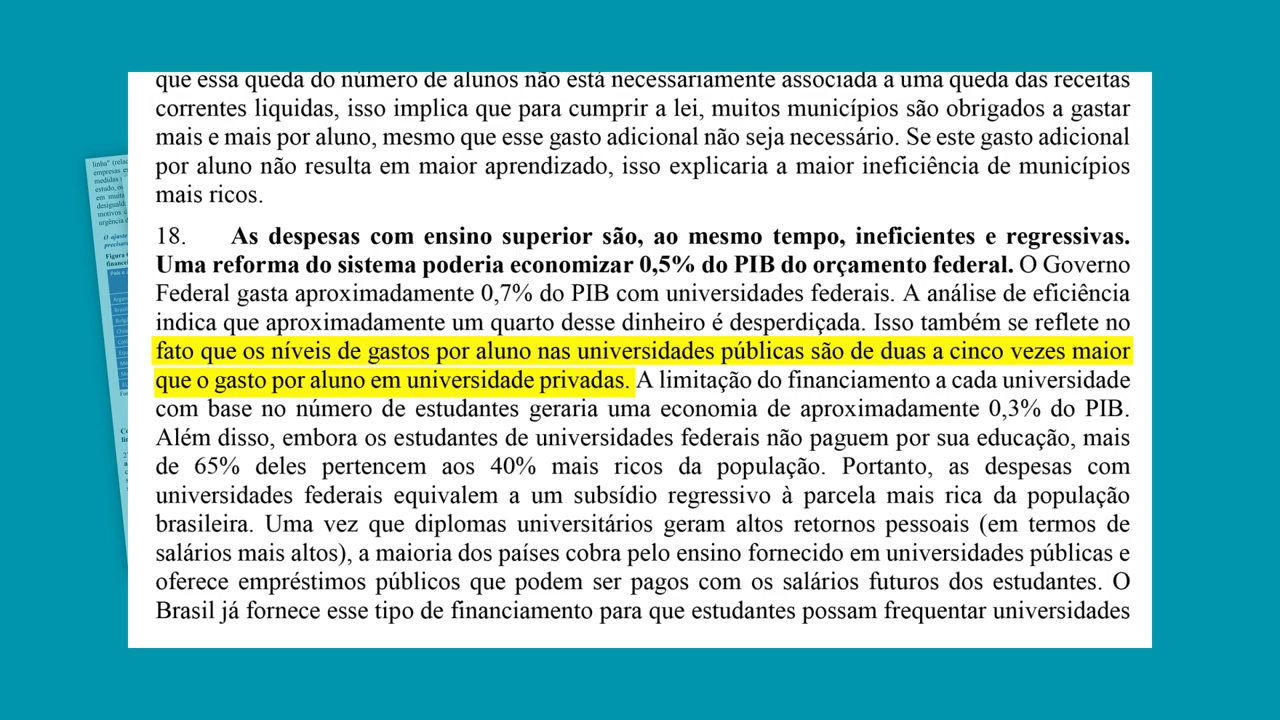 que essa queda do número de alunos não está necessariamente associada a uma queda das receitas
correntes liquidas, isso implica que para cumprir a lei, muitos municípios são obrigados a gastar
mais e mais por aluno, mesmo que esse gasto adicional não seja necessário. Se este gasto adicional
por aluno não resulta em maior aprendizado, isso explicaria a maior ineficiência de municípios
mais ricos.
18. As despesas com ensino superior são, ao mesmo tempo, ineficientes e regressivas.
Uma reforma do sistema poderia economizar 0,5% do PIB do orçamento federal. O Governo
Federal gasta aproximadamente 0,7% do PIB com universidades federais. A análise de eficiência
indica que aproximadamente um quarto desse dinheiro é desperdiçada. Isso também se reflete no
fato que os níveis de gastos por aluno nas universidades públicas são de duas a cinco vezes maior
que o gasto por aluno em universidade privadas. A limitação do financiamento a cada universidade
com base no número de estudantes geraria uma economia de aproximadamente 0,3% do PIB.
Além disso, embora os estudantes de universidades federais não paguem por sua educação, mais
de 65% deles pertencem aos 40% mais ricos da população. Portanto, as despesas com
universidades federais equivalem a um subsídio regressivo à parcela mais rica da população
brasileira. Uma vez que diplomas universitários geram altos retornos pessoais (em termos de
salários mais altos), a maioria dos países cobra pelo ensino fornecido em universidades públicas e
oferece empréstimos públicos que podem ser pagos com os salários futuros dos estudantes. O
Brasil já fornece esse tipo de financiamento para que estudantes possam frequentar universidades